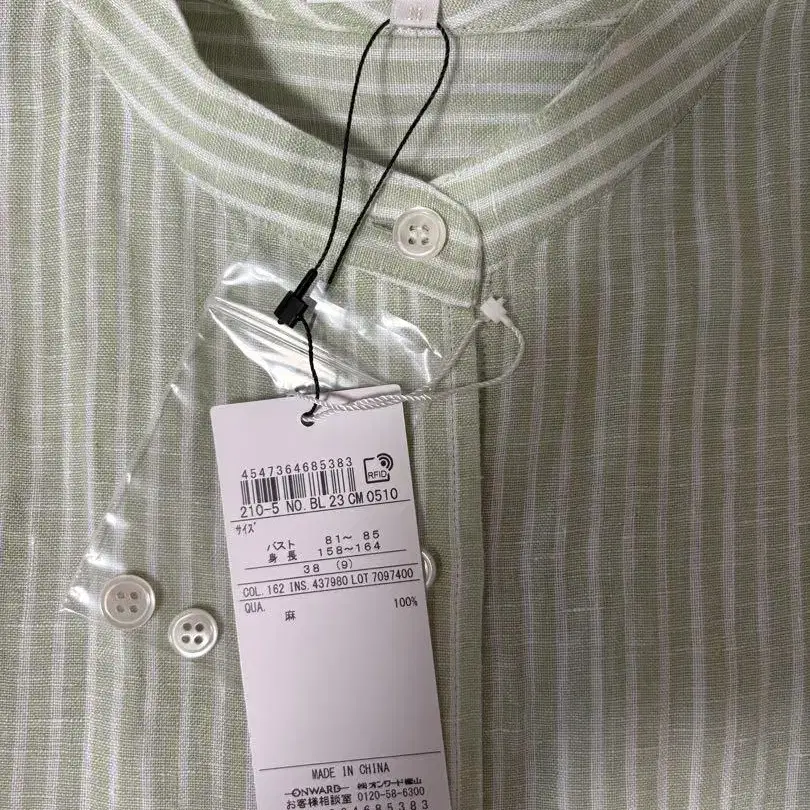 38
4547364685383
RFID
210-5 NO. BL 23 CM 0510
サイズ
バスト 81~ 85
身長 158~164
38 (9)
COL. 162 INS. 437980 LOT 7097400
QUA.
麻 100%
MADE IN CHINA
ONWARD ㈱オンワード樫山
お客様相談室 0120-58-6300
4685383